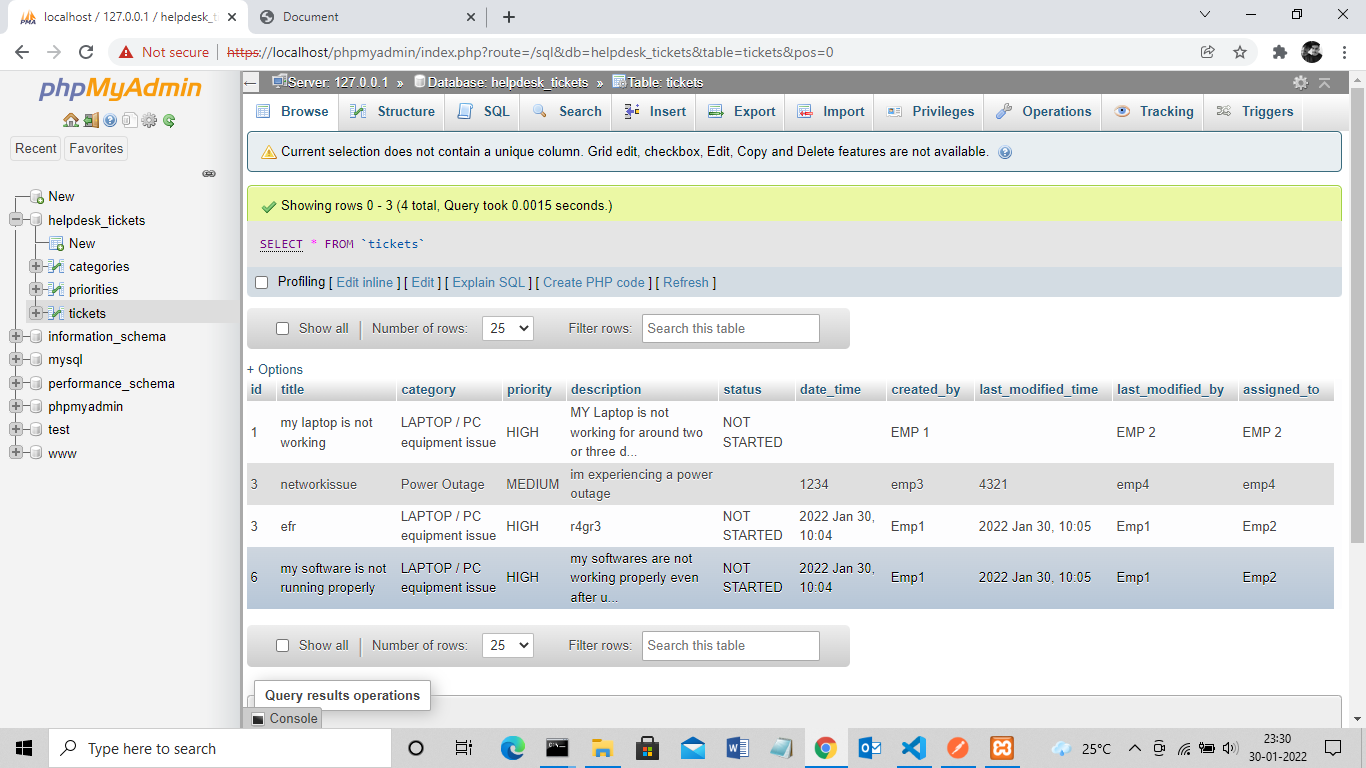 localhost / 127.0.0.1 / helpdesk_t
Document
Not secure
https://localhost/phpmyadmin/index.php?route=/sql&db=helpdesk_tickets&table=tickets&pos=0
phpMyAdmin
Recent
Favorites
New
helpdesk_tickets
New
categories
priorities
tickets
information_schema
mysql
performance_schema
phpmyadmin
test
www
Server: 127.0.0.1 » Database: helpdesk_tickets » Table: tickets
Browse Structure SQL Search Insert Export Import Privileges Operations Tracking Triggers
Current selection does not contain a unique column. Grid edit, checkbox, Edit, Copy and Delete features are not available.
Showing rows 0 - 3 (4 total, Query took 0.0015 seconds.)
SELECT * FROM `tickets`
Profiling [ Edit inline ] [ Edit ] [ Explain SQL ] [ Create PHP code ] [ Refresh ]
Show all Number of rows: 25 Filter rows: Search this table
+ Options
id title category priority description status date_time created_by last_modified_time last_modified_by assigned_to
1 my laptop is not working LAPTOP / PC equipment issue HIGH MY Laptop is not working for around two or three d... NOT STARTED EMP 1 EMP 2 EMP 2
3 networkissue Power Outage MEDIUM im experiencing a power outage 1234 emp3 4321 emp4 emp4
3 efr LAPTOP / PC equipment issue HIGH r4gr3 NOT STARTED 2022 Jan 30, 10:04 Emp1 2022 Jan 30, 10:05 Emp1 Emp2
6 my software is not running properly LAPTOP / PC equipment issue HIGH my softwares are not working properly even after u... NOT STARTED 2022 Jan 30, 10:04 Emp1 2022 Jan 30, 10:05 Emp1 Emp2
Show all Number of rows: 25 Filter rows: Search this table
Query results operations
Console
Type here to search
25°C
23:30
30-01-2022